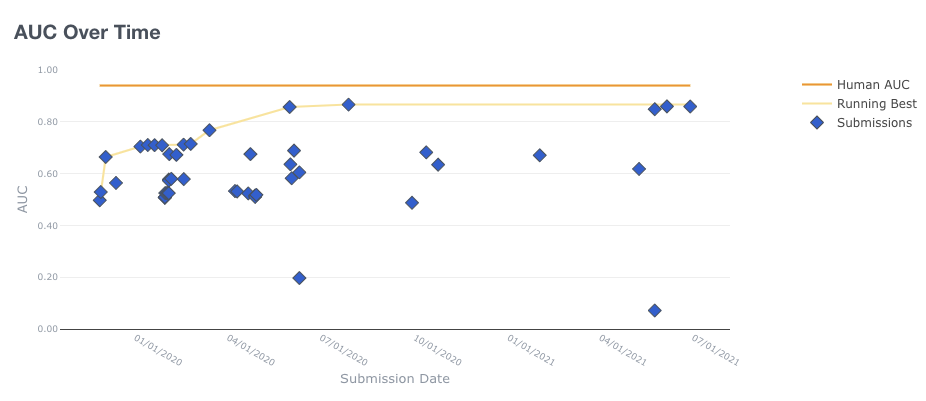 AUC Over Time
1.00
0.80
0.60
0.40
0.20
0.00
AUC
01/01/2020
04/01/2020
07/01/2020
10/01/2020
01/01/2021
04/01/2021
07/01/2021
Submission Date
Human AUC
Running Best
Submissions